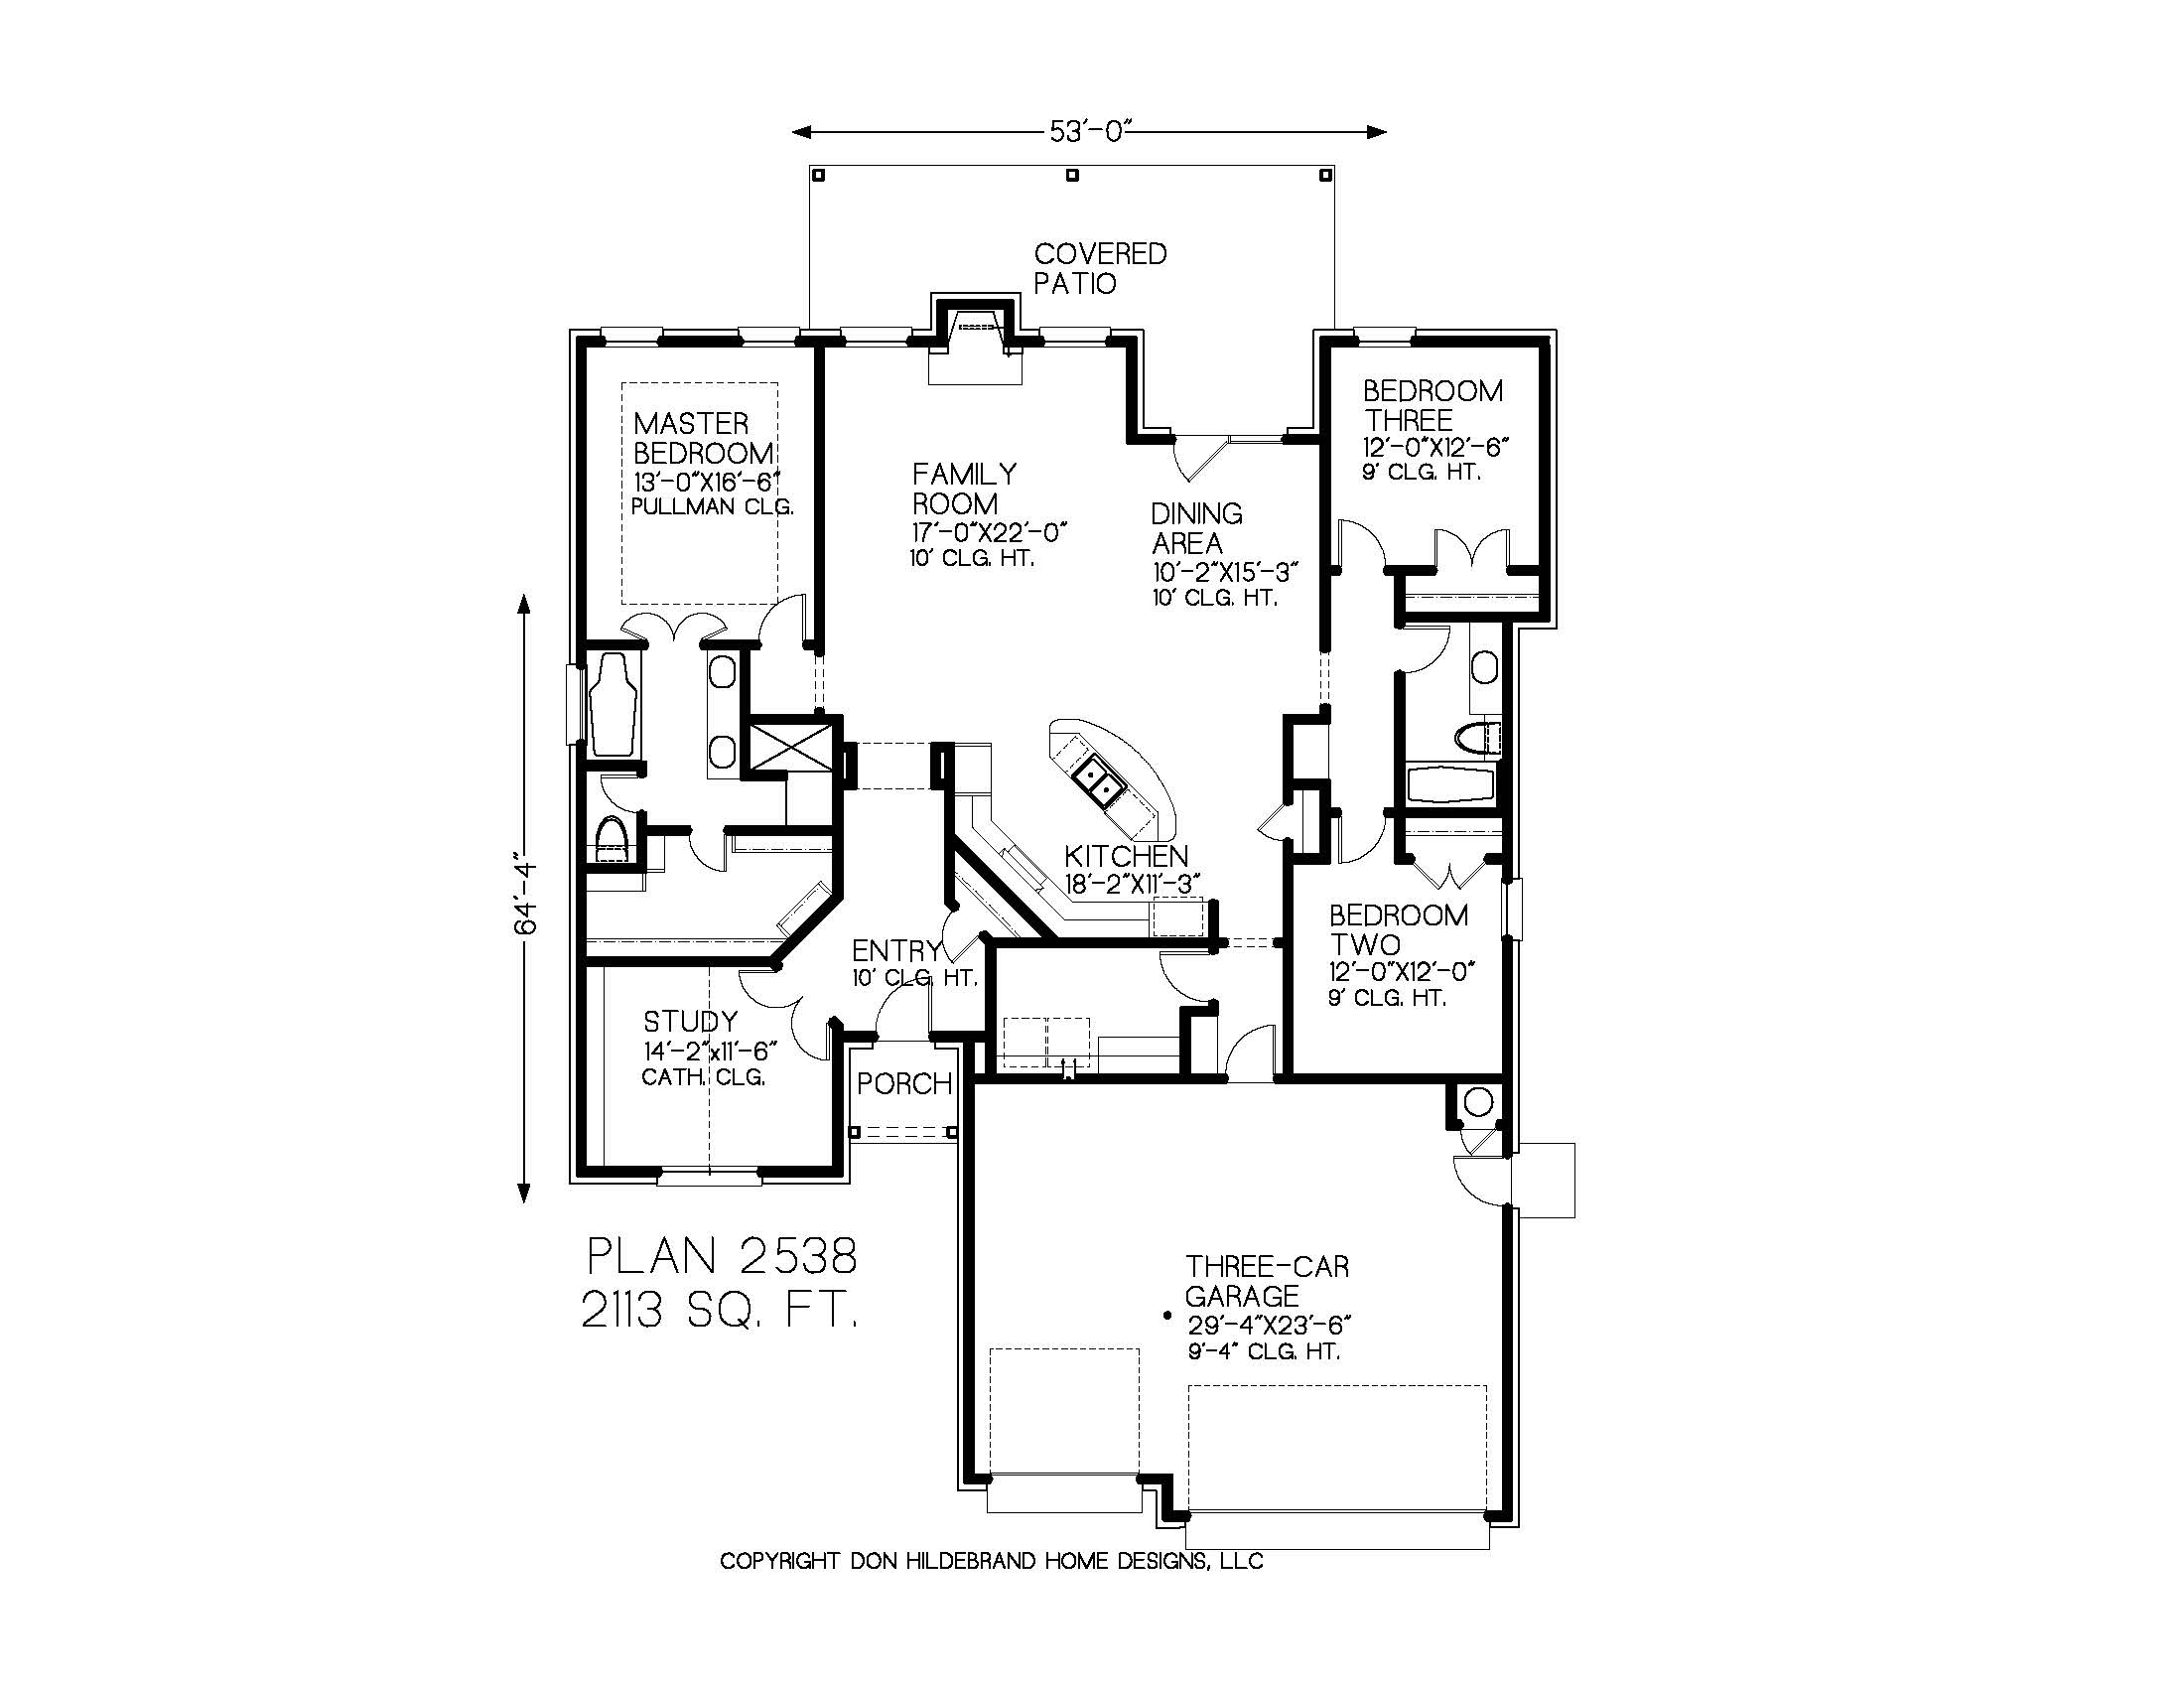 53'-0"
COVERED
PATIO
MASTER
BEDROOM
13'-0"X16'-6"
PULLMAN CLG.
FAMILY
ROOM
17'-0"X22'-0"
10' CLG. HT.
DINING
AREA
10'-2"X15'-3"
10' CLG. HT.
BEDROOM
THREE
12'-0"X12'-6"
9' CLG. HT.
64'-4"
KITCHEN
18'-2"X11'-3"
ENTRY
10' CLG. HT.
BEDROOM
TWO
12'-0"X12'-0"
9' CLG. HT.
STUDY
14'-2"x11'-6"
CATH. CLG.
PORCH
PLAN 2538
2113 SQ. FT.
THREE-CAR
GARAGE
29'-4"X23'-6"
9'-4" CLG. HT.
COPYRIGHT DON HILDEBRAND HOME DESIGNS, LLC